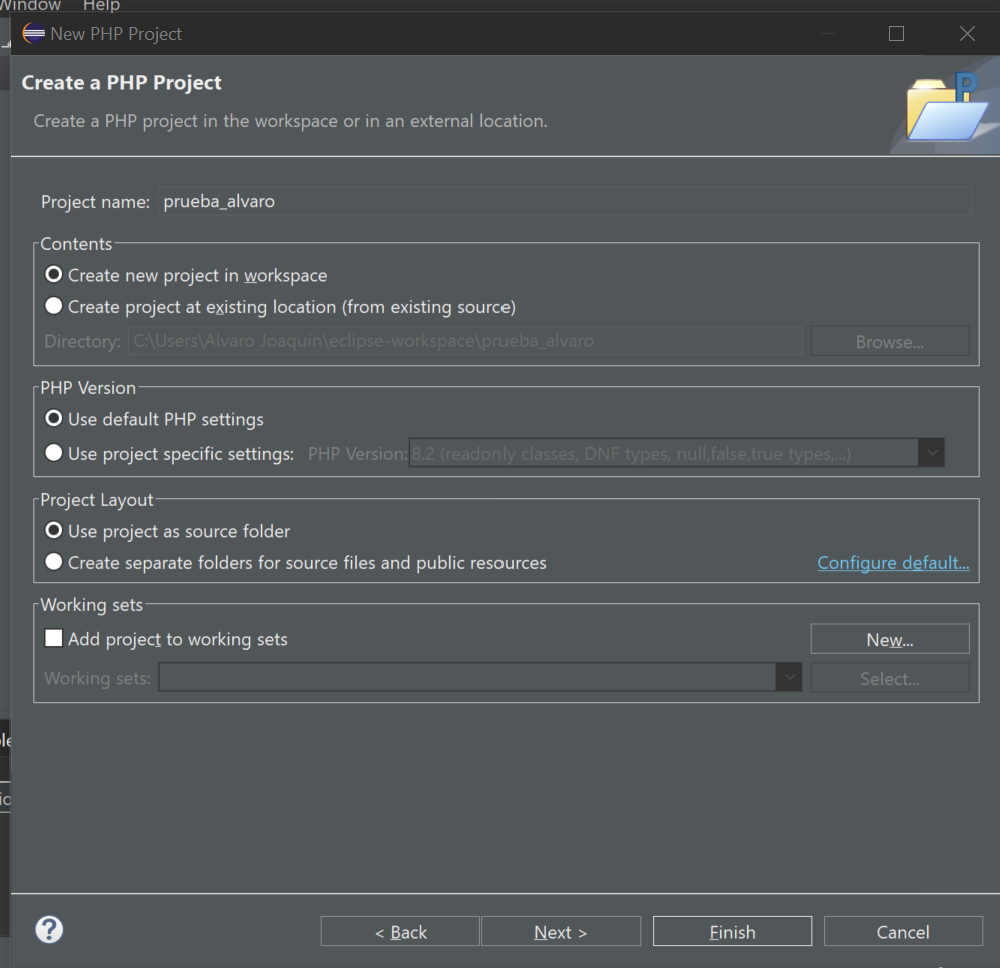 Window Help
New PHP Project
Create a PHP Project
Create a PHP project in the workspace or in an external location.
P
Project name: prueba_alvaro
Contents
Create new project in workspace
Create project at existing location (from existing source)
Directory: C:\Users\Alvaro Joaquin\eclipse-workspace\prueba_alvaro Browse...
PHP Version
Use default PHP settings
Use project specific settings: PHP Version: 8.2 (readonly classes, DNF types, null,false,true types,...)
Project Layout
Use project as source folder
Create separate folders for source files and public resources Configure default...
Working sets
Add project to working sets New...
Working sets: Select...
? < Back Next > Finish Cancel